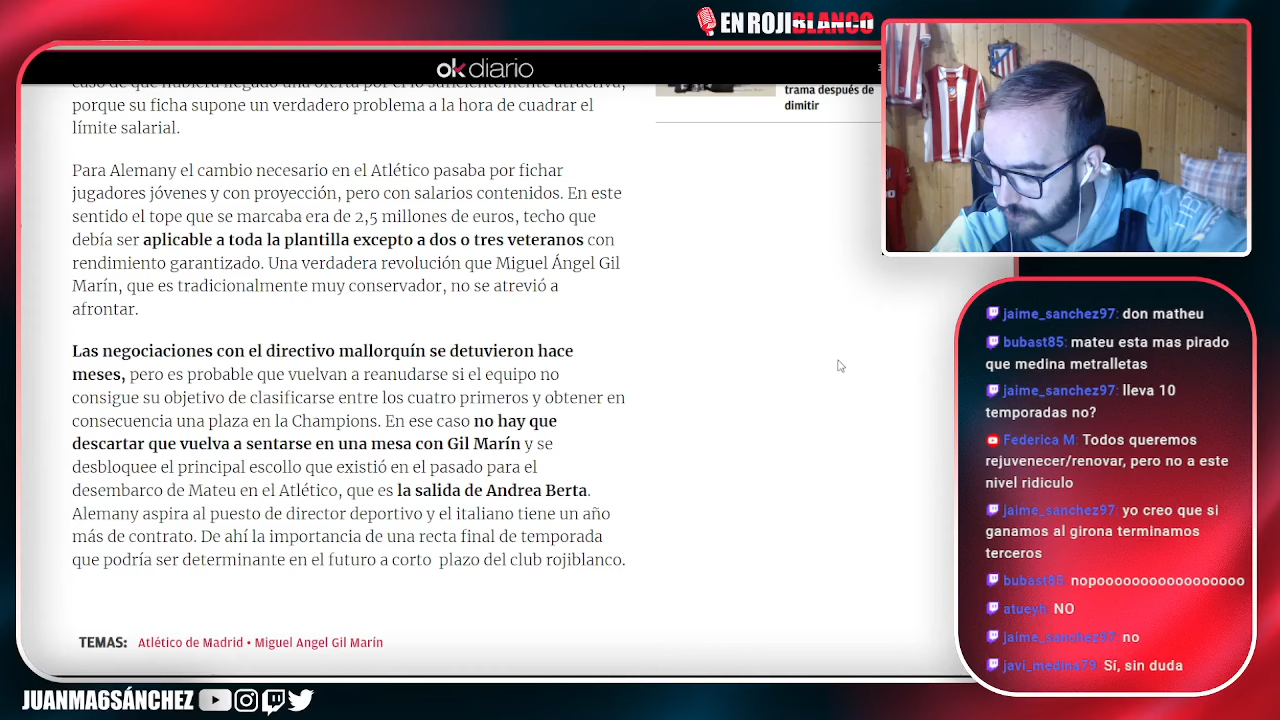 EN ROJIBLANCO
okdiario
porque su ficha supone un verdadero problema a la hora de cuadrar el
límite salarial.
trama después de
dimitir
Para Alemany el cambio necesario en el Atlético pasaba por fichar
jugadores jóvenes y con proyección, pero con salarios contenidos. En este
sentido el tope que se marcaba era de 2,5 millones de euros, techo que
debía ser aplicable a toda la plantilla excepto a dos o tres veteranos con
rendimiento garantizado. Una verdadera revolución que Miguel Ángel Gil
Marín, que es tradicionalmente muy conservador, no se atrevió a
afrontar.
Las negociaciones con el directivo mallorquín se detuvieron hace
meses, pero es probable que vuelvan a reanudarse si el equipo no
consigue su objetivo de clasificarse entre los cuatro primeros y obtener en
consecuencia una plaza en la Champions. En ese caso no hay que
descartar que vuelva a sentarse en una mesa con Gil Marín y se
desbloquee el principal escollo que existió en el pasado para el
desembarco de Mateu en el Atlético, que es la salida de Andrea Berta.
Alemany aspira al puesto de director deportivo y el italiano tiene un año
más de contrato. De ahí la importancia de una recta final de temporada
que podría ser determinante en el futuro a corto plazo del club rojiblanco.
TEMAS: Atlético de Madrid • Miguel Angel Gil Marín
jaime_sanchez97: don matheu
bubast85: mateu esta mas pirado
que medina metralletas
jaime_sanchez97: lleva 10
temporadas no?
Federica M: Todos queremos
rejuvenecer/renovar, pero no a este
nivel ridiculo
jaime_sanchez97: yo creo que si
ganamos al girona terminamos
terceros
bubast85: nopooooooooooooooooo
atueyh: NO
jaime_sanchez97: no
javi_medina79: Sí, sin duda
JUANMA6SÁNCHEZ